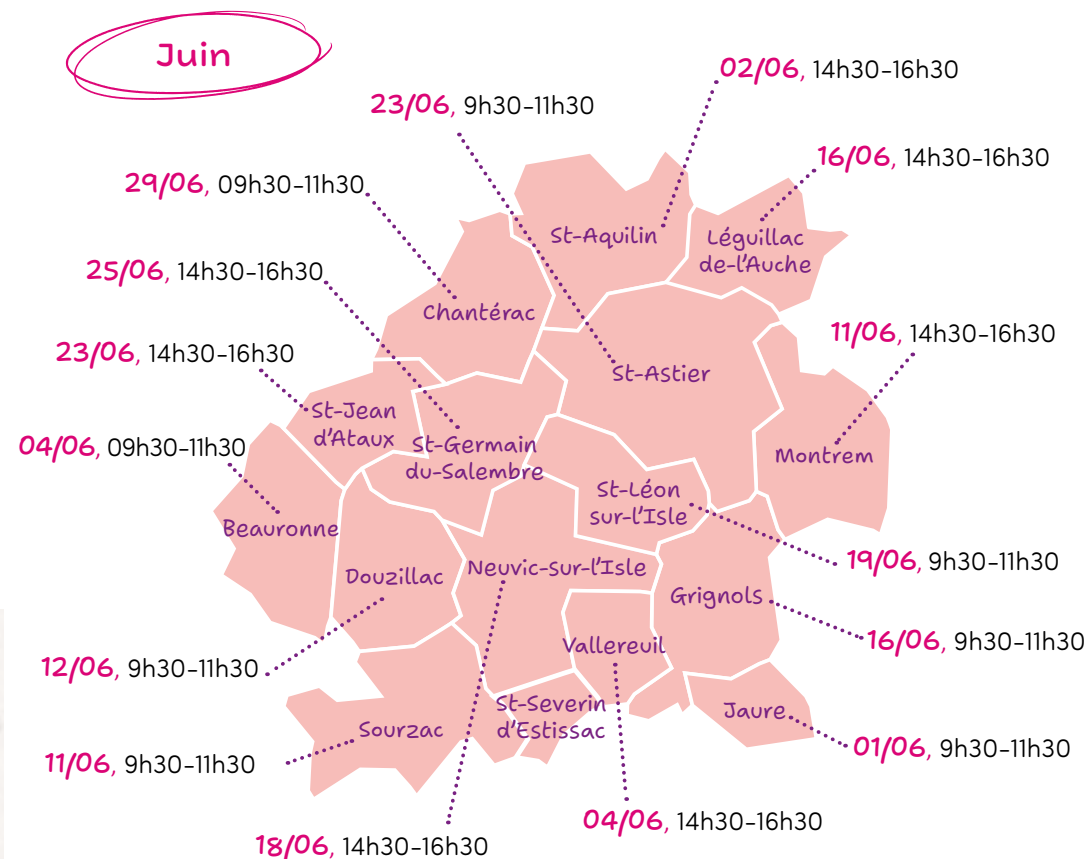 Juin
02/06, 14h30-16h30
23/06, 9h30-11h30
16/06, 14h30-16h30
29/06, 09h30-11h30
St-Aquilin
Léguillac
de-l'Auche
25/06, 14h30-16h30
Chantérac
11/06, 14h30-16h30
23/06, 14h30-16h30
St-Astier
St-Jean
d'Ataux
04/06, 09h30-11h30
St-Germain
du-Salembre
Montrem
St-Léon
sur-l'Isle
Beauronne
19/06, 9h30-11h30
Douzillac
Neuvic-sur-l'Isle
Grignols
16/06, 9h30-11h30
Vallereuil
12/06, 9h30-11h30
St-Severin
d'Estissac
Jaure
Sourzac
01/06, 9h30-11h30
11/06, 9h30-11h30
04/06, 14h30-16h30
18/06, 14h30-16h30